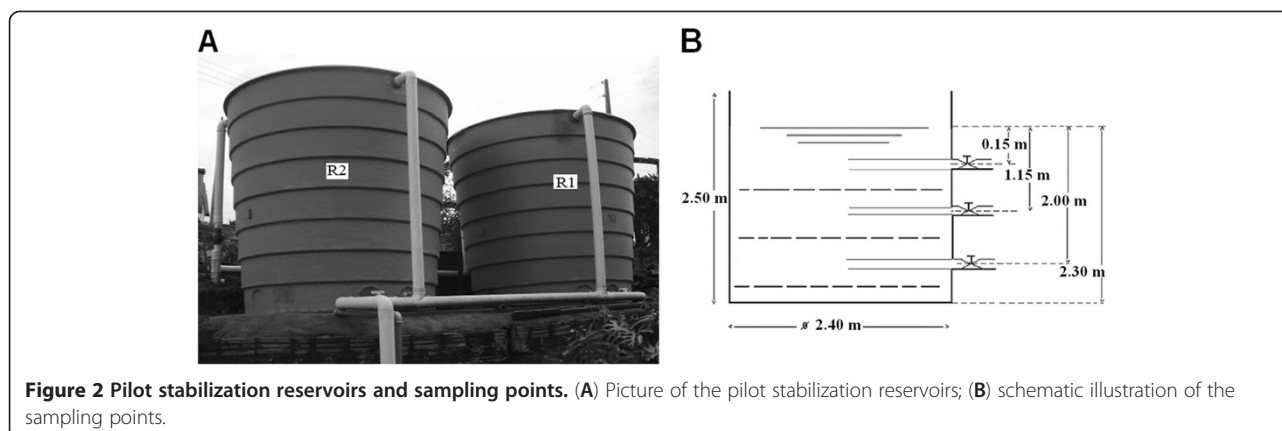 A
B
R2
R1
2.50 m
0.15 m
1.15 m
2.00 m
2.30 m
ø 2.40 m
Figure 2 Pilot stabilization reservoirs and sampling points. (A) Picture of the pilot stabilization reservoirs; (B) schematic illustration of the
sampling points.